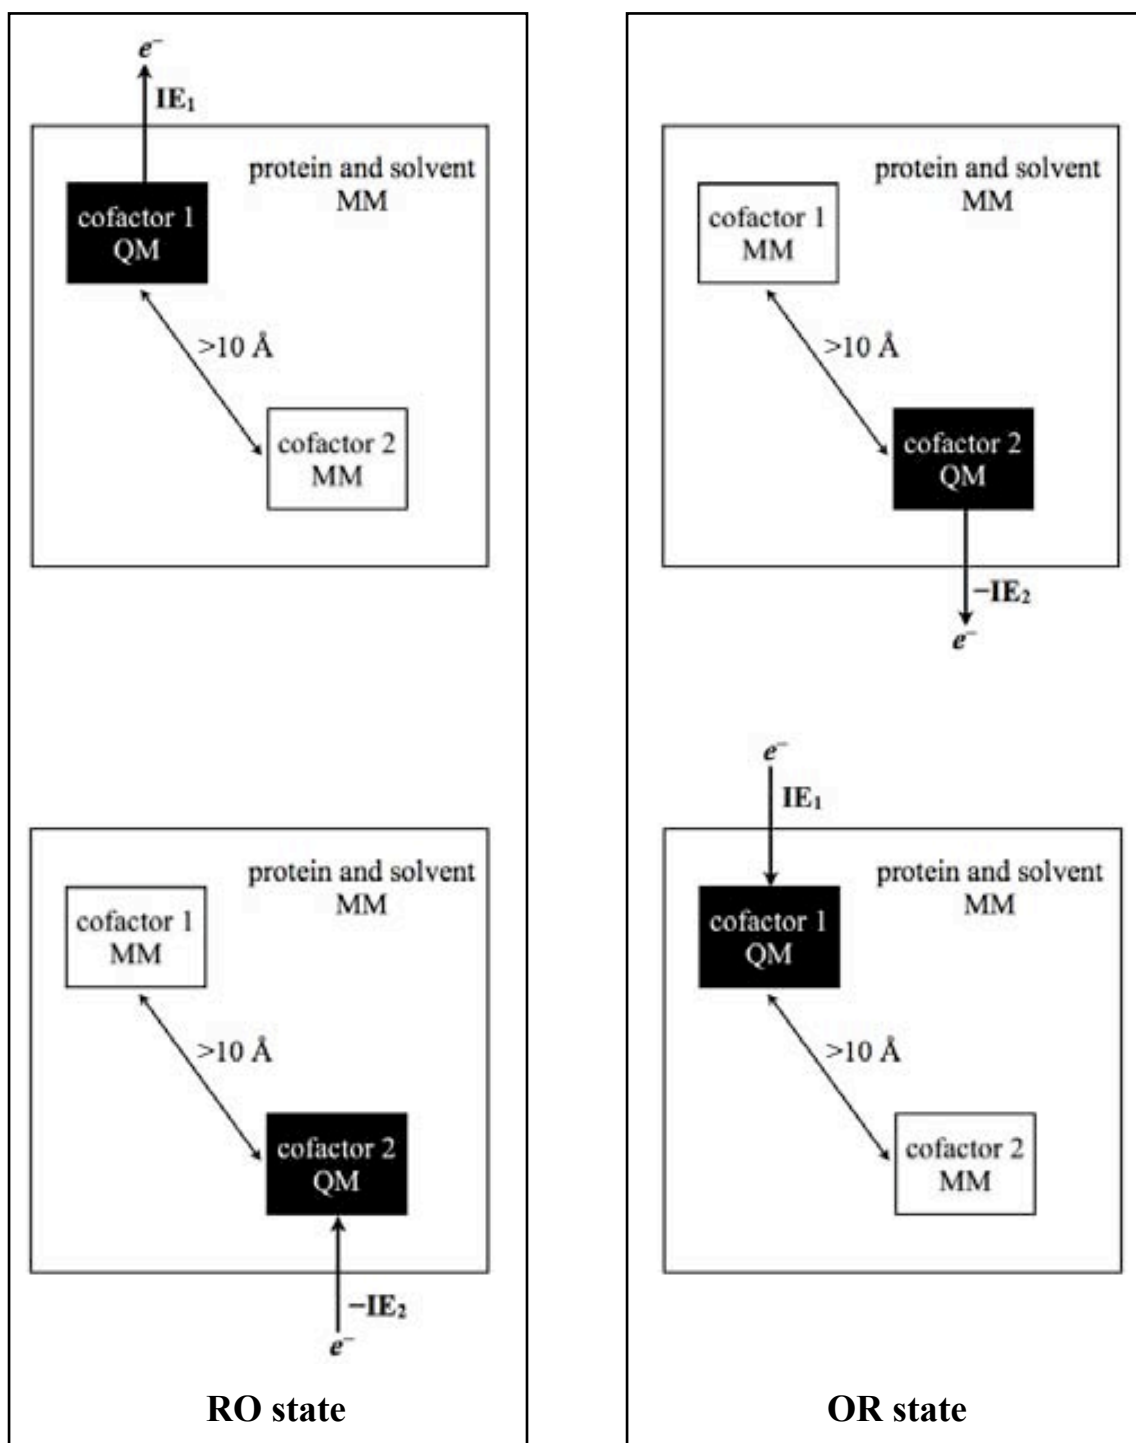 e⁻
IE₁
protein and solvent
MM
cofactor 1
QM
>10 Å
cofactor 2
MM
protein and solvent
MM
cofactor 1
MM
>10 Å
cofactor 2
QM
−IE₂
e⁻
protein and solvent
MM
cofactor 1
MM
>10 Å
cofactor 2
QM
−IE₂
e⁻
RO state
e⁻
IE₁
protein and solvent
MM
cofactor 1
QM
>10 Å
cofactor 2
MM
OR state